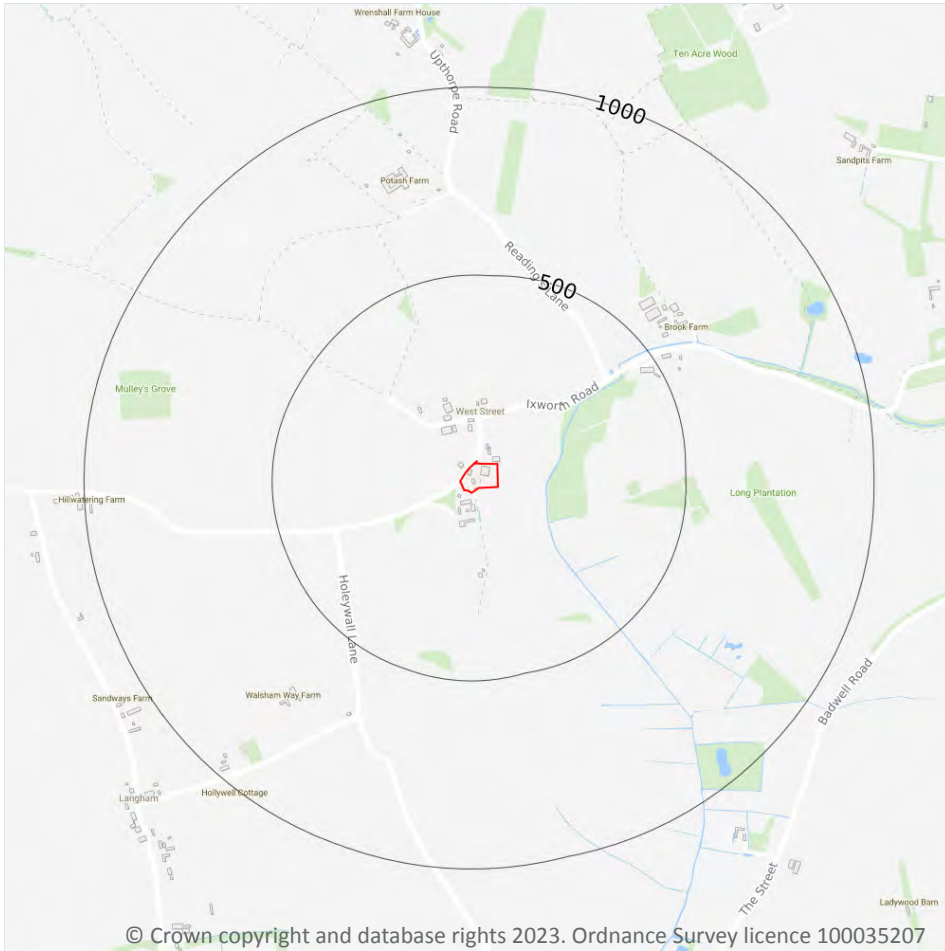 Wrenshall Farm House
Ten Acre Wood
Upthorpe Road
1000
Sandpits Farm
Potash Farm
Reading's Lane
500
Brook Farm
Mulley's Grove
West Street
Ixworth Road
Hillwatering Farm
Long Plantation
Holeywall Lane
Sandways Farm
Walsham Way Farm
Badwell Road
Langham
Hollywell Cottage
The Street
Ladywood Barn
© Crown copyright and database rights 2023. Ordnance Survey licence 100035207